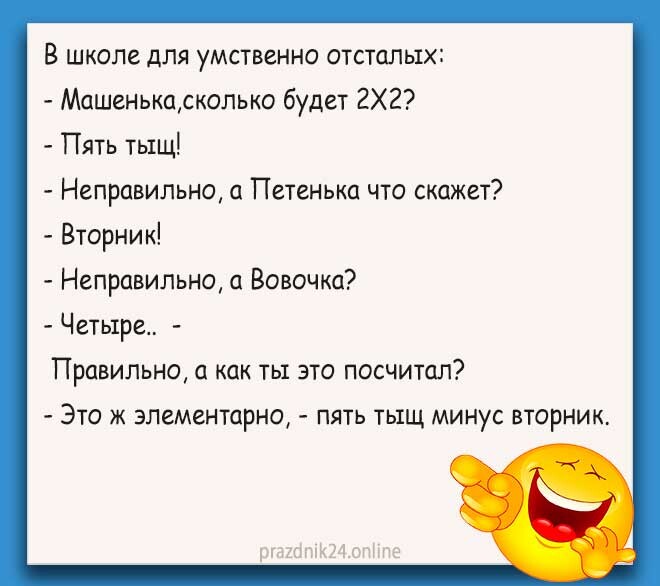 В школе для умственно отсталых:
- Машенька,сколько будет 2Х2?
- Пять тыщ!
- Неправильно, а Петенька что скажет?
- Вторник!
- Неправильно, а Вовочка?
- Четыре..  -
Правильно, а как ты это посчитал?
- Это ж элементарно, - пять тыщ минус вторник.
prazdnik24.online